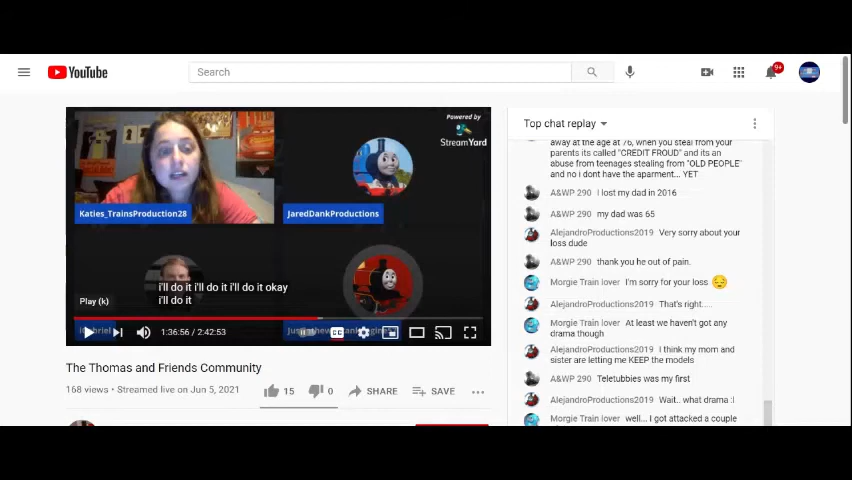 YouTube
Search
9+
Powered by
StreamYard
Katies_TrainsProduction28
JaredDankProductions
i'll do it i'll do it i'll do it okay
i'll do it
Play (k)
1:36:56 / 2:42:53
The Thomas and Friends Community
168 views • Streamed live on Jun 5, 2021
15
0
SHARE
SAVE
Top chat replay
away at the age at 76, when you steal from your
parents its called "CREDIT FROUD" and its an
abuse from teenages stealing from "OLD PEOPLE"
and no i dont have the aparment... YET
A&WP 290 I lost my dad in 2016
A&WP 290 my dad was 65
AlejandroProductions2019 Very sorry about your
loss dude
A&WP 290 thank you he out of pain.
Morgie Train lover I'm sorry for your loss
AlejandroProductions2019 That's right.....
Morgie Train lover At least we haven't got any
drama though
AlejandroProductions2019 I think my mom and
sister are letting me KEEP the models
A&WP 290 Teletubbies was my first
AlejandroProductions2019 Wait.. what drama :l
Morgie Train lover well... I got attacked a couple